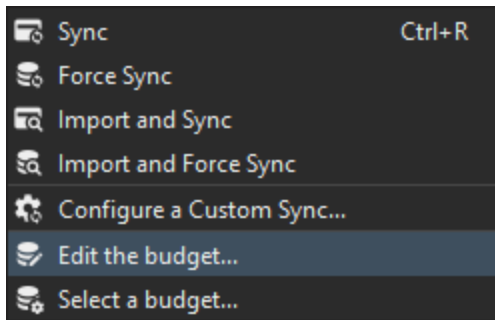 Sync Ctrl+R
Force Sync
Import and Sync
Import and Force Sync
Configure a Custom Sync...
Edit the budget...
Select a budget...